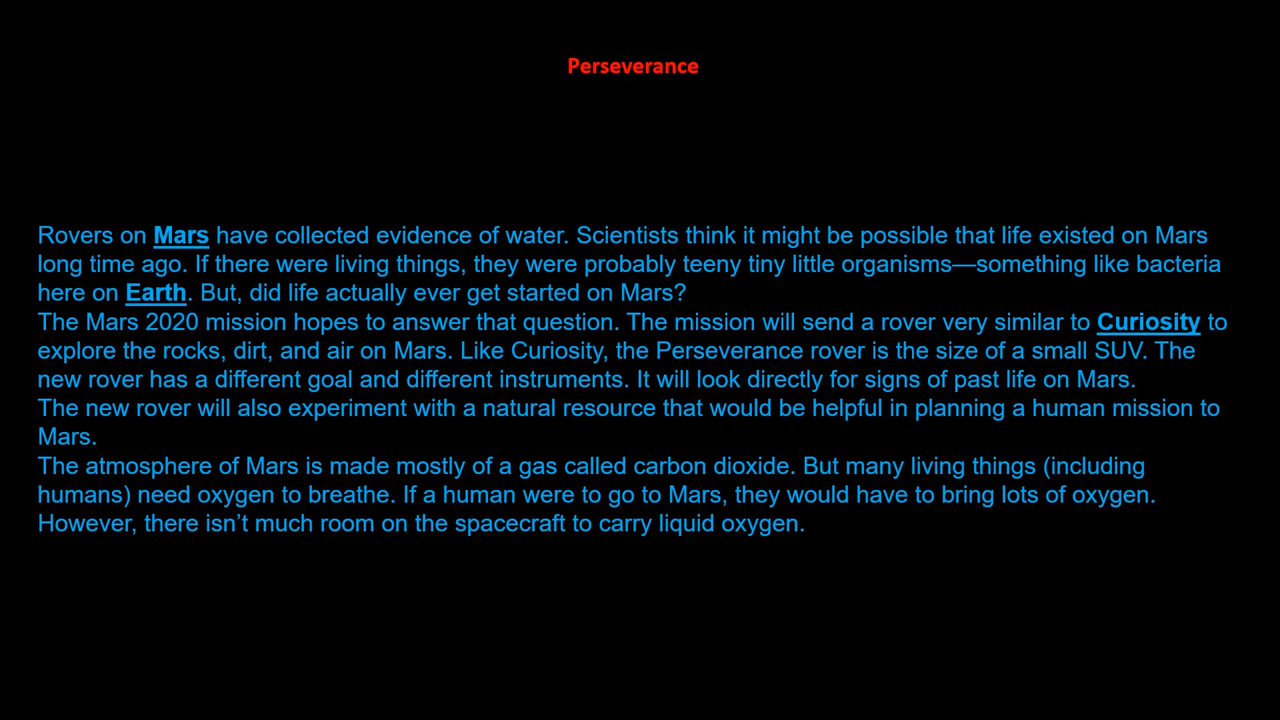 Perseverance
Rovers on Mars have collected evidence of water. Scientists think it might be possible that life existed on Mars
long time ago. If there were living things, they were probably teeny tiny little organisms—something like bacteria
here on Earth. But, did life actually ever get started on Mars?
The Mars 2020 mission hopes to answer that question. The mission will send a rover very similar to Curiosity to
explore the rocks, dirt, and air on Mars. Like Curiosity, the Perseverance rover is the size of a small SUV. The
new rover has a different goal and different instruments. It will look directly for signs of past life on Mars.
The new rover will also experiment with a natural resource that would be helpful in planning a human mission to
Mars.
The atmosphere of Mars is made mostly of a gas called carbon dioxide. But many living things (including
humans) need oxygen to breathe. If a human were to go to Mars, they would have to bring lots of oxygen.
However, there isn’t much room on the spacecraft to carry liquid oxygen.